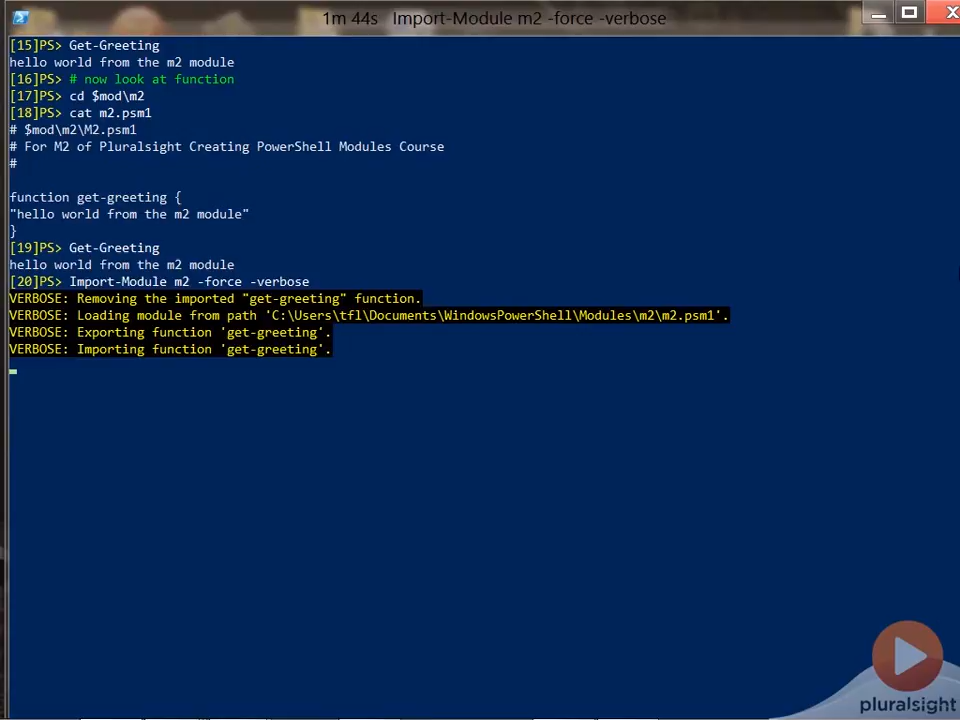 1m 44s   Import-Module m2 -force -verbose
[15]PS> Get-Greeting
hello world from the m2 module
[16]PS> # now look at function
[17]PS> cd $mod\m2
[18]PS> cat m2.psm1
# $mod\m2\M2.psm1
# For M2 of Pluralsight Creating PowerShell Modules Course
#
function get-greeting {
"hello world from the m2 module"
}
[19]PS> Get-Greeting
hello world from the m2 module
[20]PS> Import-Module m2 -force -verbose
VERBOSE: Removing the imported "get-greeting" function.
VERBOSE: Loading module from path 'C:\Users\tfl\Documents\WindowsPowerShell\Modules\m2\m2.psm1'.
VERBOSE: Exporting function 'get-greeting'.
VERBOSE: Importing function 'get-greeting'.
pluralsight